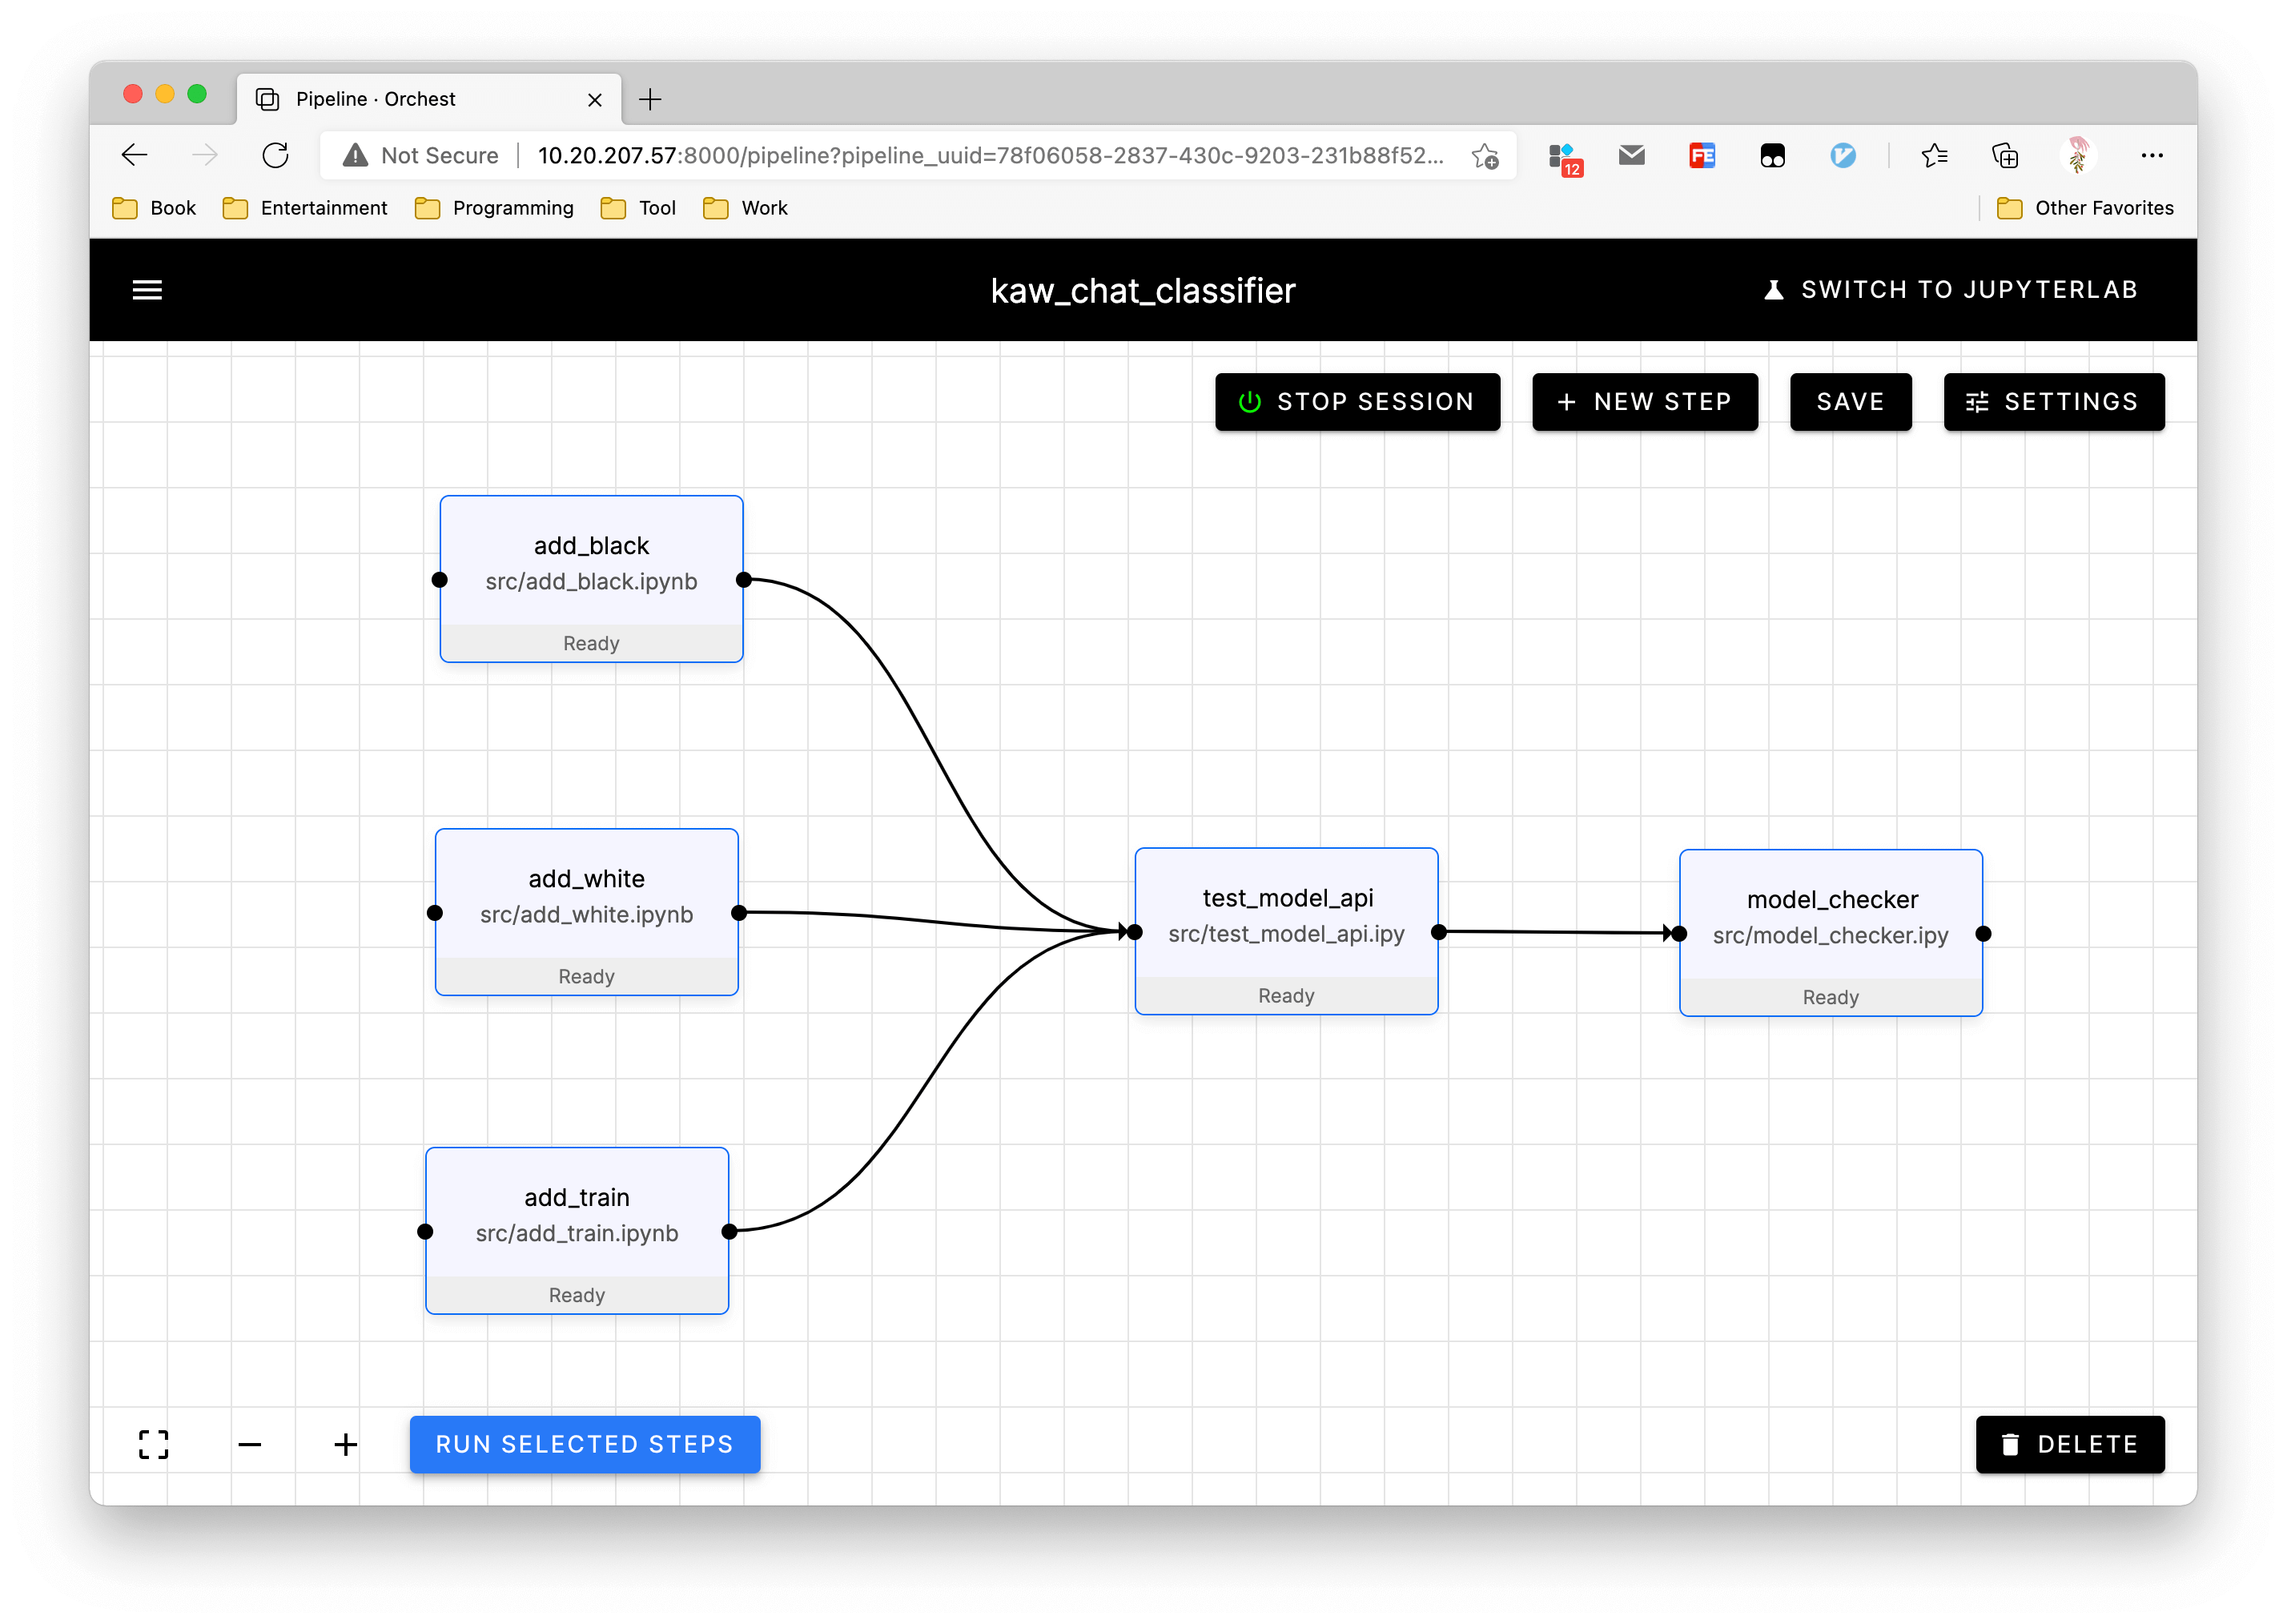 Pipeline · Orchest
Not Secure
10.20.207.57:8000/pipeline?pipeline_uuid=78f06058-2837-430c-9203-231b88f52...
12
FE
Book
Entertainment
Programming
Tool
Work
Other Favorites
kaw_chat_classifier
SWITCH TO JUPYTERLAB
STOP SESSION
NEW STEP
SAVE
SETTINGS
add_black
src/add_black.ipynb
Ready
add_white
src/add_white.ipynb
Ready
test_model_api
src/test_model_api.ipy
Ready
model_checker
src/model_checker.ipy
Ready
add_train
src/add_train.ipynb
Ready
RUN SELECTED STEPS
DELETE